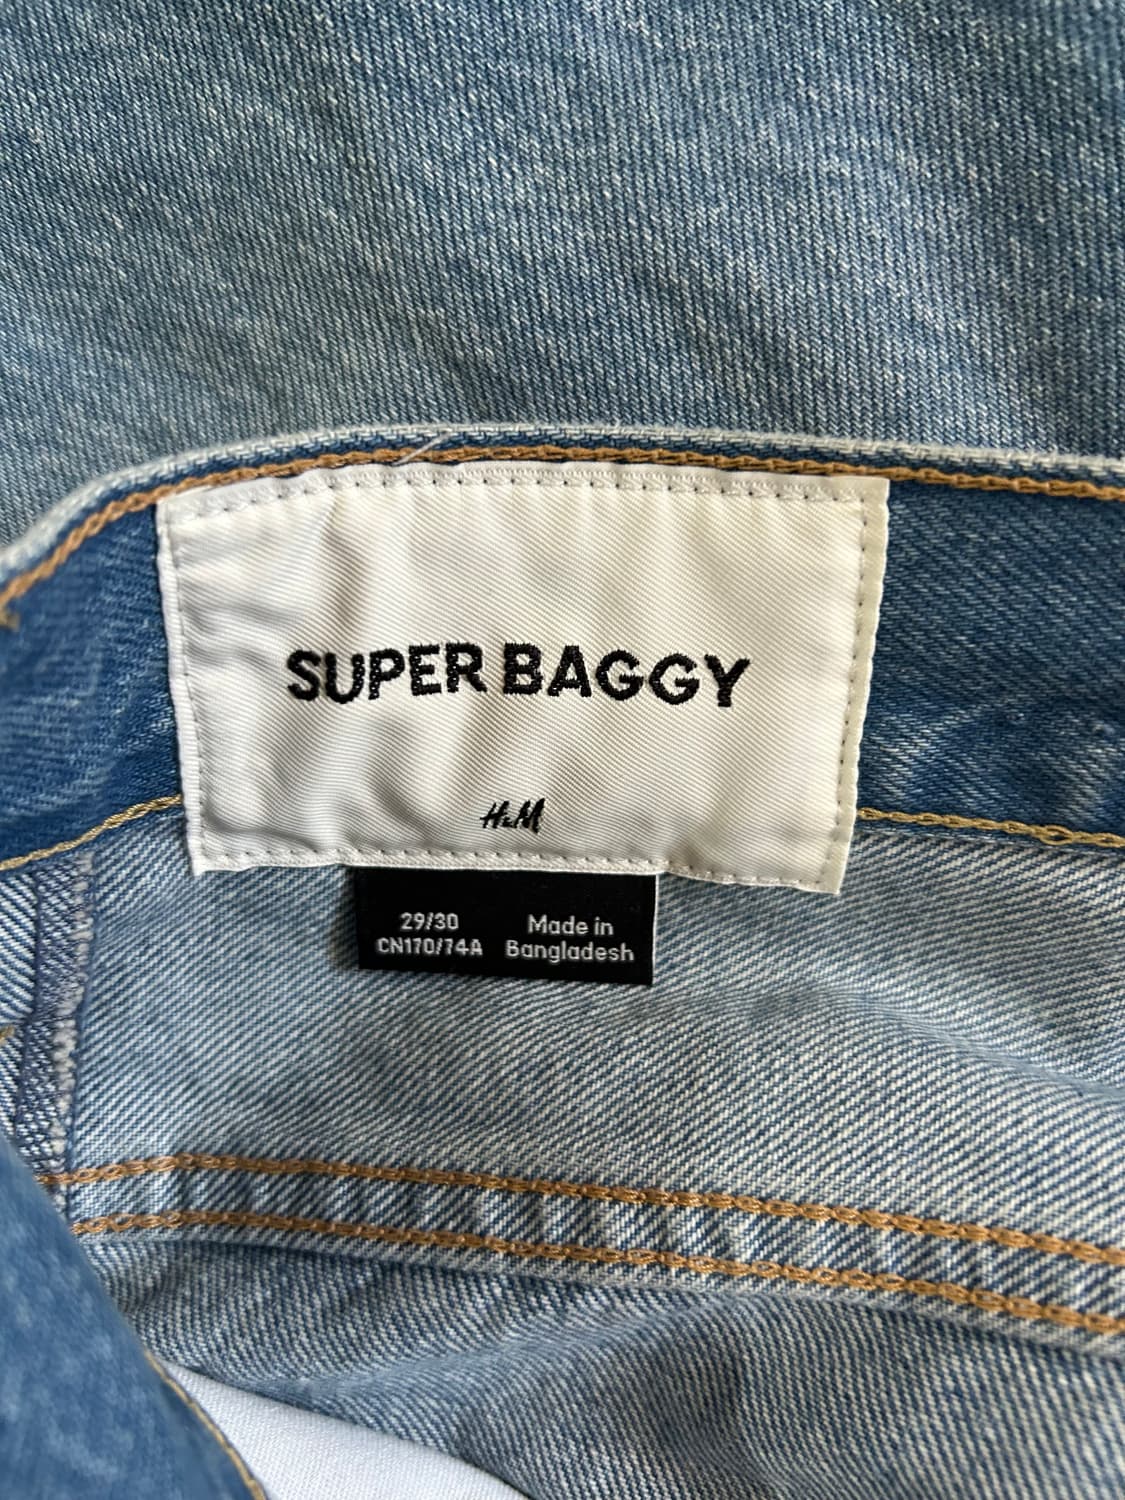 SUPER BAGGY
H&M
29/30
CN170/74A
Made in
Bangladesh